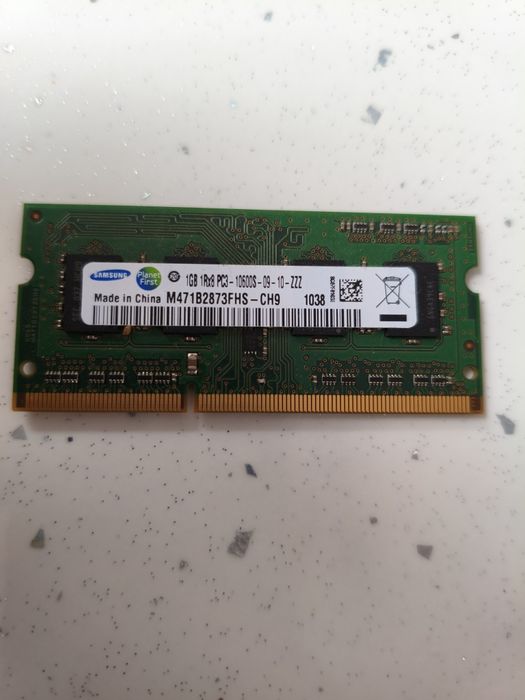 SAMSUNG Planet First 1GB 1Rx8 PC3-10600S-09-10-ZZZ
Made in China M471B2873FHS-CH9 1038